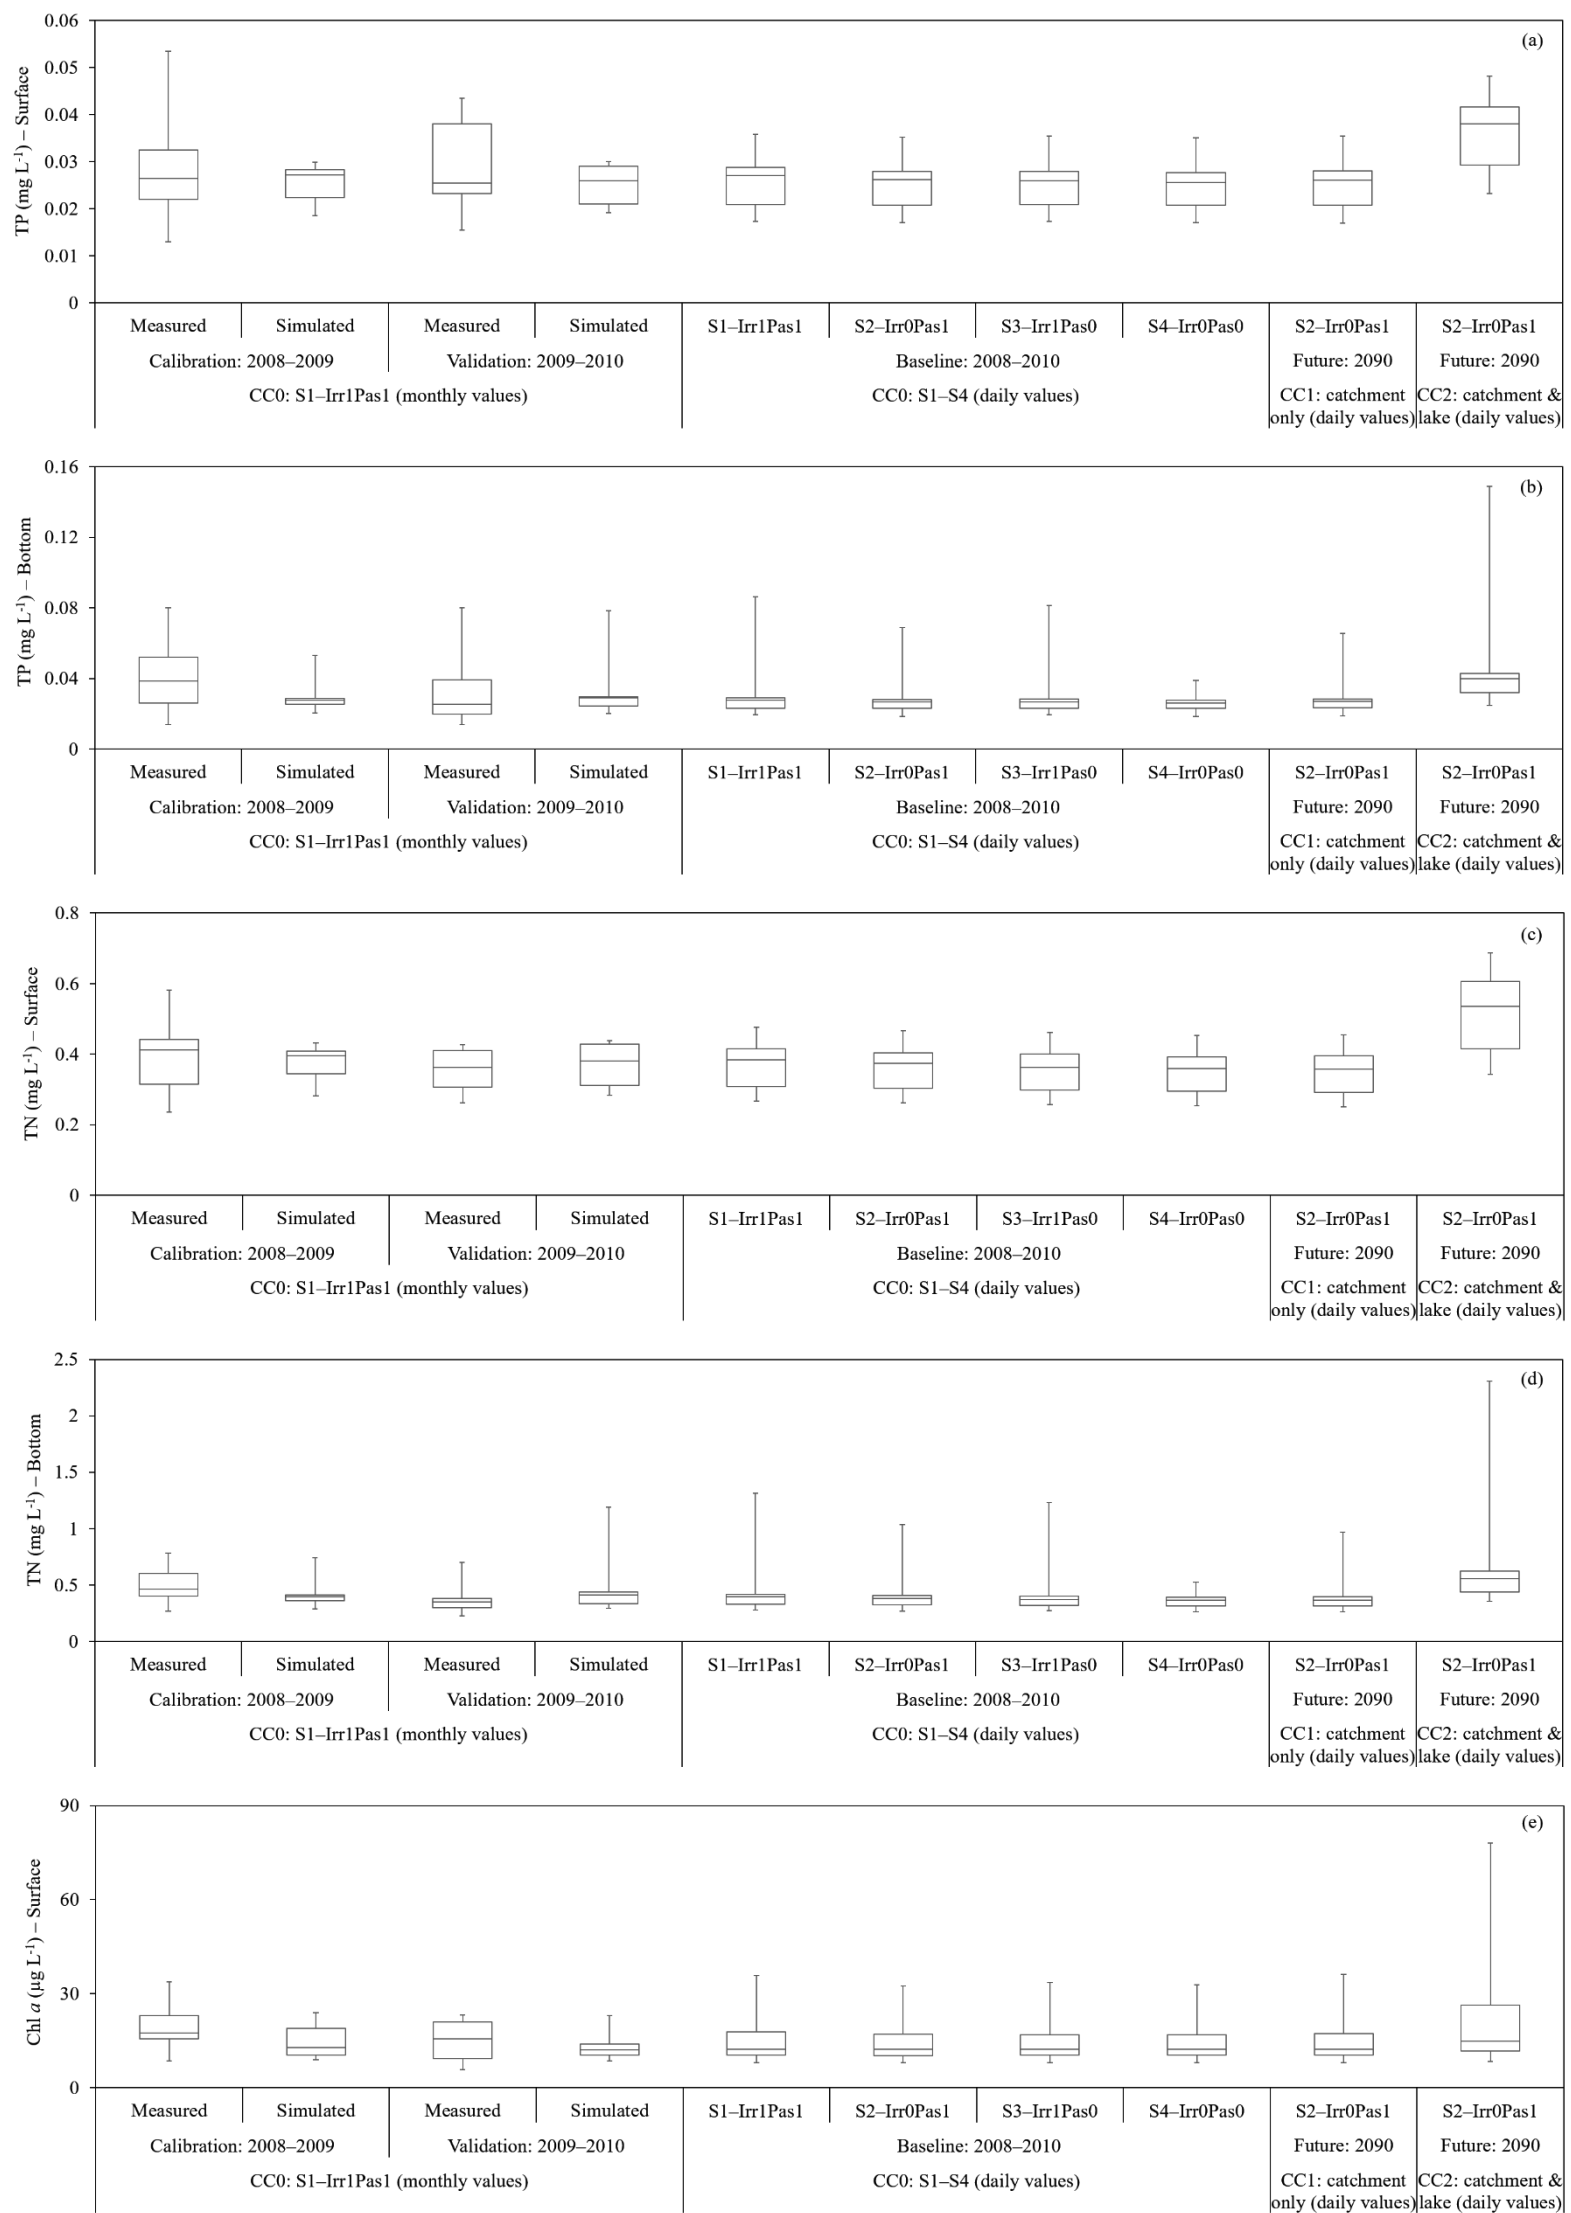 (a)
TP (mg L⁻¹) – Surface
0.06
0.05
0.04
0.03
0.02
0.01
0
Measured Simulated Measured Simulated S1–Irr1Pas1 S2–Irr0Pas1 S3–Irr1Pas0 S4–Irr0Pas0 S2–Irr0Pas1 S2–Irr0Pas1
Calibration: 2008–2009 Validation: 2009–2010 Baseline: 2008–2010 Future: 2090 Future: 2090
CC0: S1–Irr1Pas1 (monthly values) CC0: S1–S4 (daily values) CC1: catchment CC2: catchment &
only (daily values) lake (daily values)
(b)
TP (mg L⁻¹) – Bottom
0.16
0.12
0.08
0.04
0
Measured Simulated Measured Simulated S1–Irr1Pas1 S2–Irr0Pas1 S3–Irr1Pas0 S4–Irr0Pas0 S2–Irr0Pas1 S2–Irr0Pas1
Calibration: 2008–2009 Validation: 2009–2010 Baseline: 2008–2010 Future: 2090 Future: 2090
CC0: S1–Irr1Pas1 (monthly values) CC0: S1–S4 (daily values) CC1: catchment CC2: catchment &
only (daily values) lake (daily values)
(c)
TN (mg L⁻¹) – Surface
0.8
0.6
0.4
0.2
0
Measured Simulated Measured Simulated S1–Irr1Pas1 S2–Irr0Pas1 S3–Irr1Pas0 S4–Irr0Pas0 S2–Irr0Pas1 S2–Irr0Pas1
Calibration: 2008–2009 Validation: 2009–2010 Baseline: 2008–2010 Future: 2090 Future: 2090
CC0: S1–Irr1Pas1 (monthly values) CC0: S1–S4 (daily values) CC1: catchment CC2: catchment &
only (daily values) lake (daily values)
(d)
TN (mg L⁻¹) – Bottom
2.5
2
1.5
1
0.5
0
Measured Simulated Measured Simulated S1–Irr1Pas1 S2–Irr0Pas1 S3–Irr1Pas0 S4–Irr0Pas0 S2–Irr0Pas1 S2–Irr0Pas1
Calibration: 2008–2009 Validation: 2009–2010 Baseline: 2008–2010 Future: 2090 Future: 2090
CC0: S1–Irr1Pas1 (monthly values) CC0: S1–S4 (daily values) CC1: catchment CC2: catchment &
only (daily values) lake (daily values)
(e)
Chl a (µg L⁻¹) – Surface
90
60
30
0
Measured Simulated Measured Simulated S1–Irr1Pas1 S2–Irr0Pas1 S3–Irr1Pas0 S4–Irr0Pas0 S2–Irr0Pas1 S2–Irr0Pas1
Calibration: 2008–2009 Validation: 2009–2010 Baseline: 2008–2010 Future: 2090 Future: 2090
CC0: S1–Irr1Pas1 (monthly values) CC0: S1–S4 (daily values) CC1: catchment CC2: catchment &
only (daily values) lake (daily values)